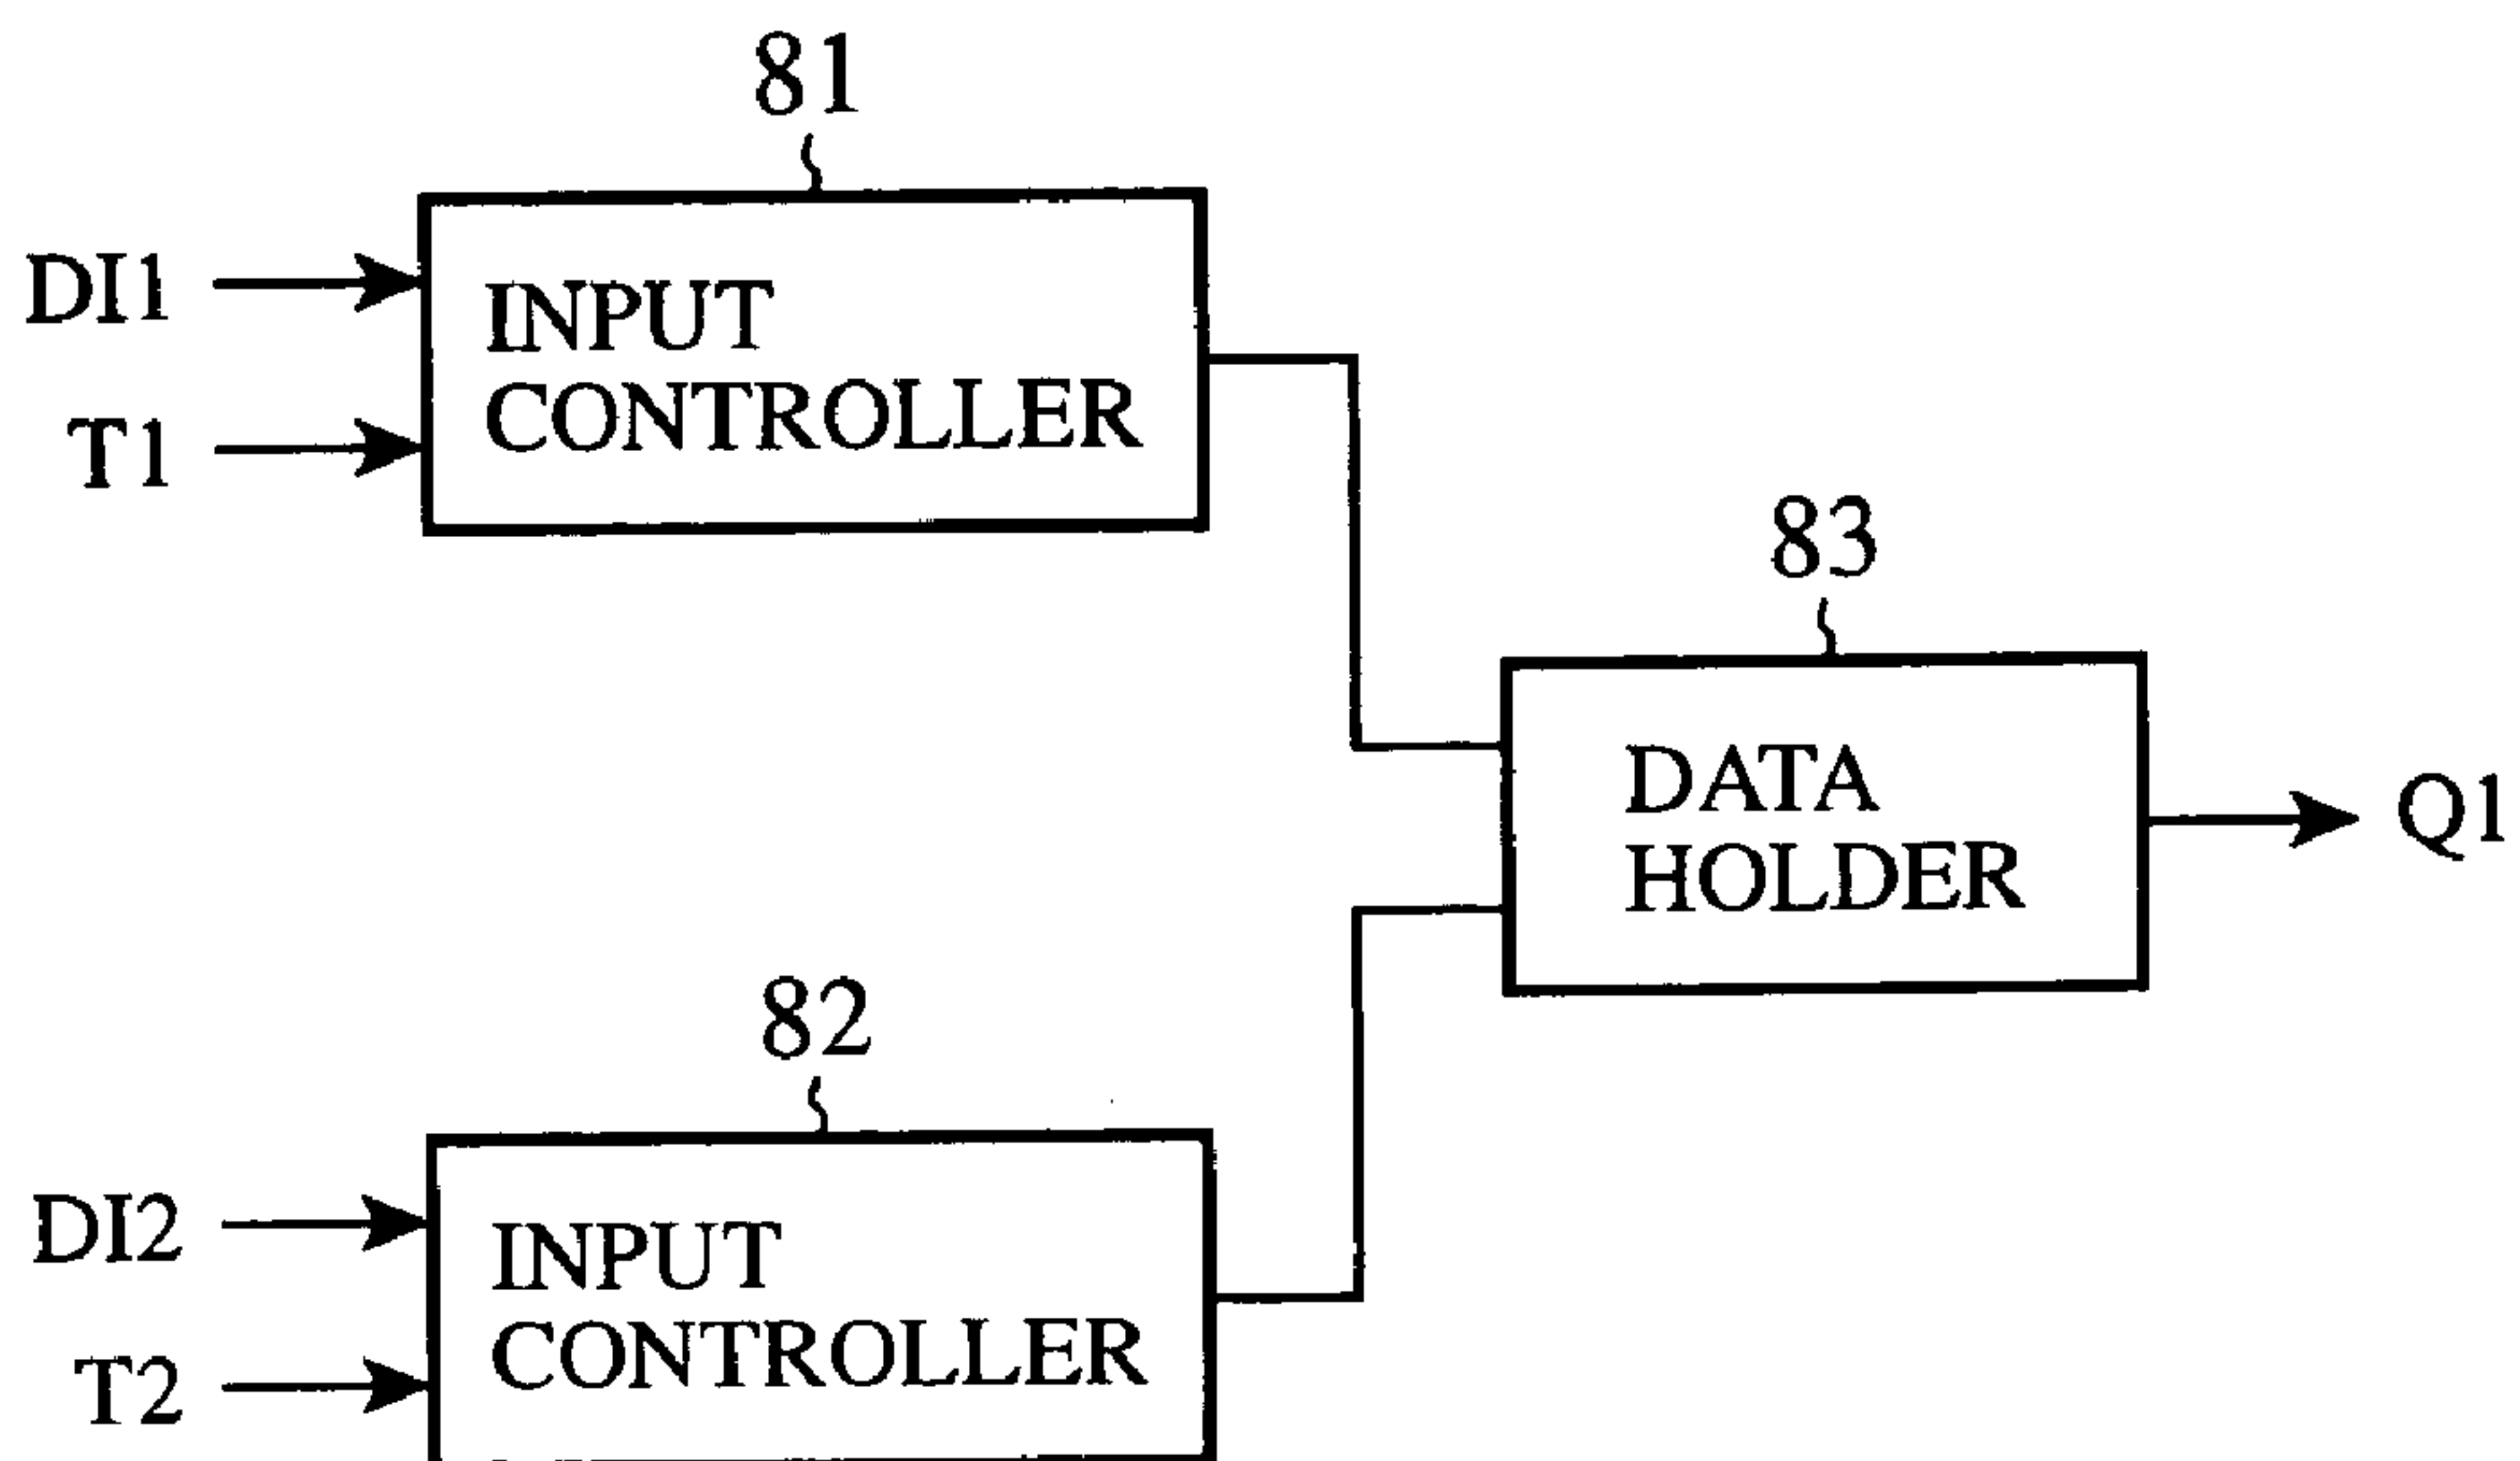 81
DI1
INPUT
CONTROLLER
T1
83
DATA
HOLDER
Q1
82
DI2
INPUT
CONTROLLER
T2